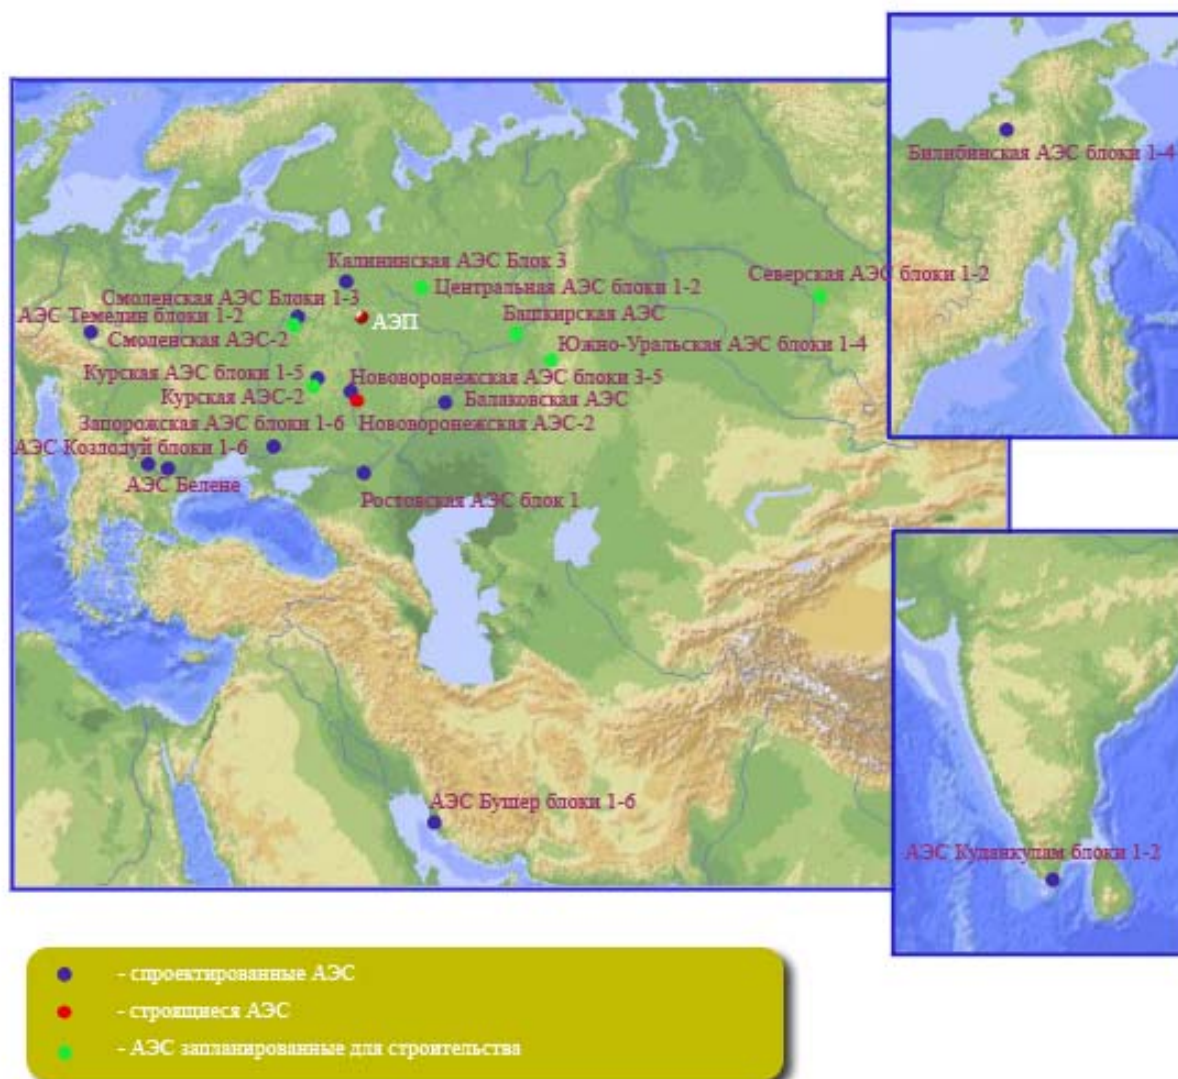 Билибинская АЭС блоки 1-4
Калининская АЭС Блок 3
Северская АЭС блоки 1-2
Центральная АЭС блоки 1-2
Смоленская АЭС Блоки 1-3
АЭС Темелин блоки 1-2
АЭП
Башкирская АЭС
Смоленская АЭС-2
Южно-Уральская АЭС блоки 1-4
Курская АЭС блоки 1-5
Нововоронежская АЭС блоки 3-5
Курская АЭС-2
Балаковская АЭС
Запорожская АЭС блоки 1-6
Нововоронежская АЭС-2
АЭС Козлодуй блоки 1-6
АЭС Белене
Ростовская АЭС блок 1
АЭС Бушер блоки 1-6
АЭС Куданкулам блоки 1-2
- спроектированные АЭС
- строящиеся АЭС
- АЭС запланированные для строительства